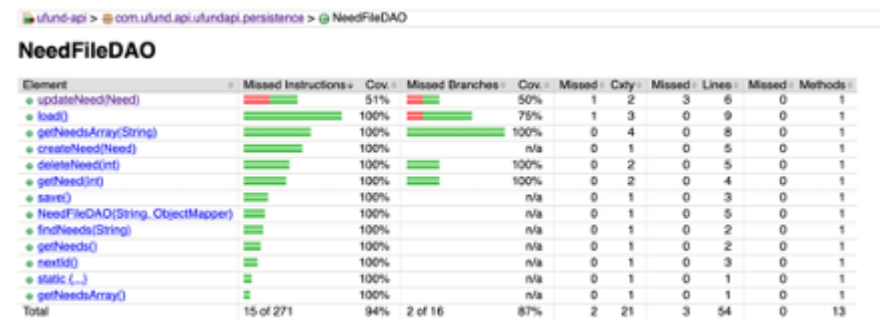 ufund-api > com.ufund.api.ufundapi.persistence > NeedFileDAO
NeedFileDAO
Element Missed Instructions Cov. Missed Branches Cov. Missed Cxty Missed Lines Missed Methods
updateNeed(Need) 51% 50% 1 2 3 6 0 1
load() 100% 75% 1 3 0 9 0 1
getNeedsArray(String) 100% 100% 0 4 0 8 0 1
createNeed(Need) 100% n/a 0 1 0 5 0 1
deleteNeed(int) 100% 100% 0 2 0 5 0 1
getNeed(int) 100% 100% 0 2 0 4 0 1
save() 100% n/a 0 1 0 3 0 1
NeedFileDAO(String, ObjectMapper) 100% n/a 0 1 0 5 0 1
findNeeds(String) 100% n/a 0 1 0 2 0 1
getNeeds() 100% n/a 0 1 0 2 0 1
nextId() 100% n/a 0 1 0 3 0 1
static {...} 100% n/a 0 1 0 1 0 1
getNeedsArray() 100% n/a 0 1 0 1 0 1
Total 15 of 271 94% 2 of 16 87% 2 21 3 54 0 13